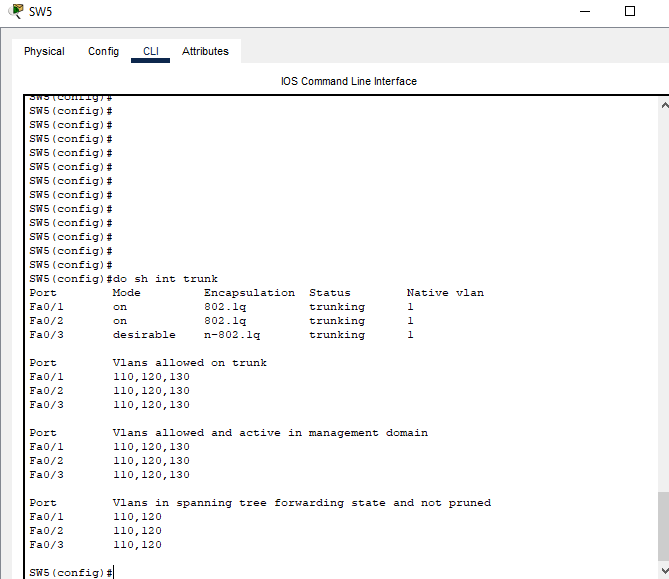 SW5
Physical Config CLI Attributes
IOS Command Line Interface
SW5(config)#
SW5(config)#
SW5(config)#
SW5(config)#
SW5(config)#
SW5(config)#
SW5(config)#
SW5(config)#
SW5(config)#
SW5(config)#
SW5(config)#
SW5(config)#
SW5(config)#
SW5(config)#do sh int trunk
Port Mode Encapsulation Status Native vlan
Fa0/1 on 802.1q trunking 1
Fa0/2 on 802.1q trunking 1
Fa0/3 desirable n-802.1q trunking 1
Port Vlans allowed on trunk
Fa0/1 110,120,130
Fa0/2 110,120,130
Fa0/3 110,120,130
Port Vlans allowed and active in management domain
Fa0/1 110,120,130
Fa0/2 110,120,130
Fa0/3 110,120,130
Port Vlans in spanning tree forwarding state and not pruned
Fa0/1 110,120
Fa0/2 110,120
Fa0/3 110,120
SW5(config)#